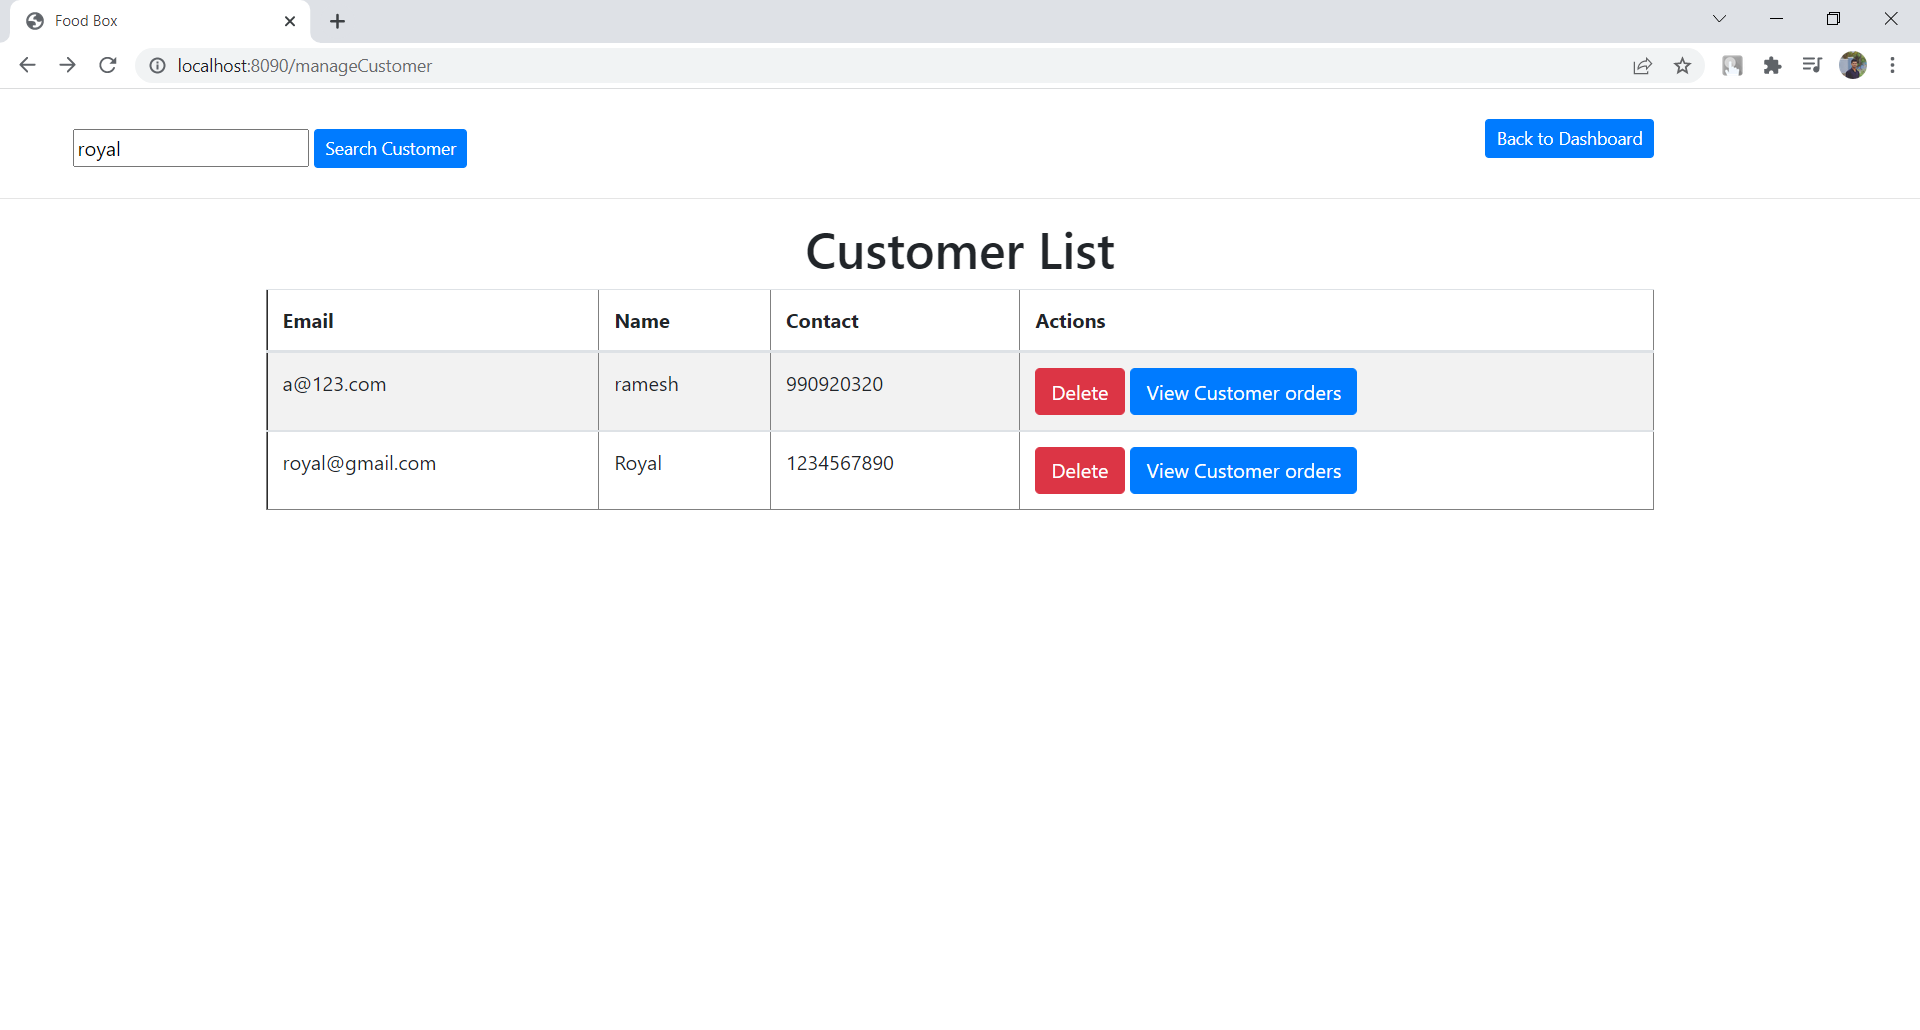 Food Box
localhost:8090/manageCustomer
royal Search Customer Back to Dashboard
Customer List
Email Name Contact Actions
a@123.com ramesh 990920320 Delete View Customer orders
royal@gmail.com Royal 1234567890 Delete View Customer orders